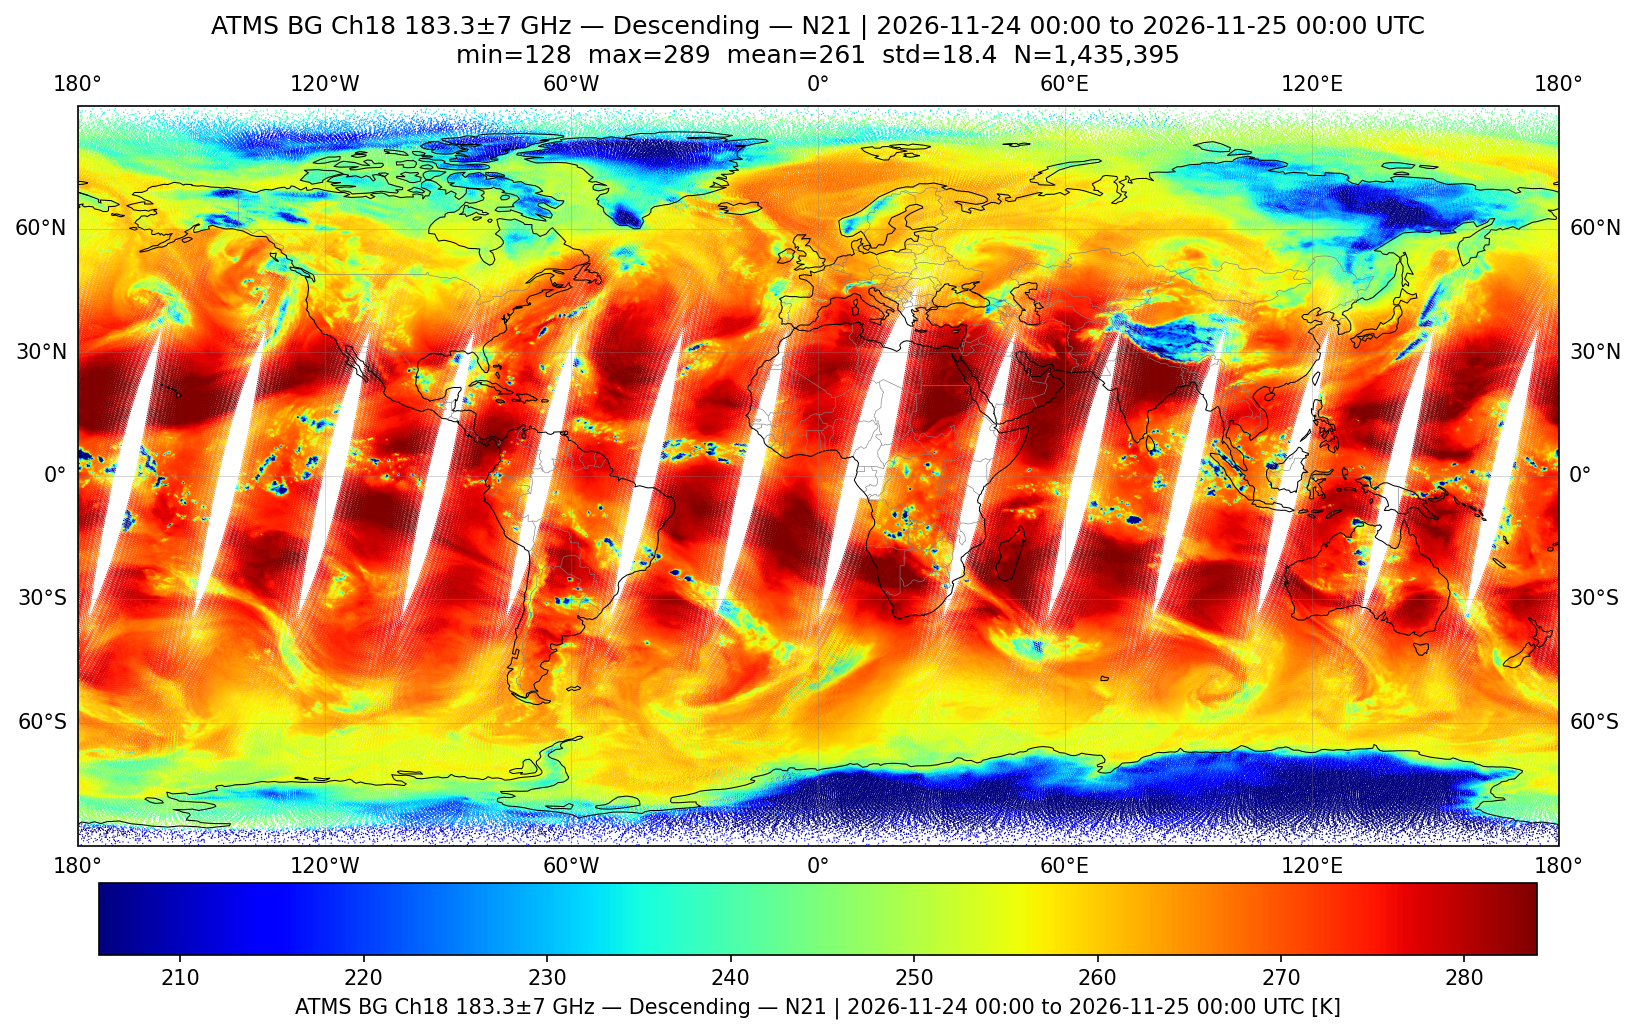 ATMS BG Ch18 183.3±7 GHz — Descending — N21 | 2026-11-24 00:00 to 2026-11-25 00:00 UTC
min=128 max=289 mean=261 std=18.4 N=1,435,395
180° 120°W 60°W 0° 60°E 120°E 180°
60°N 60°N
30°N 30°N
0° 0°
30°S 30°S
60°S 60°S
180° 120°W 60°W 0° 60°E 120°E 180°
210 220 230 240 250 260 270 280
ATMS BG Ch18 183.3±7 GHz — Descending — N21 | 2026-11-24 00:00 to 2026-11-25 00:00 UTC [K]